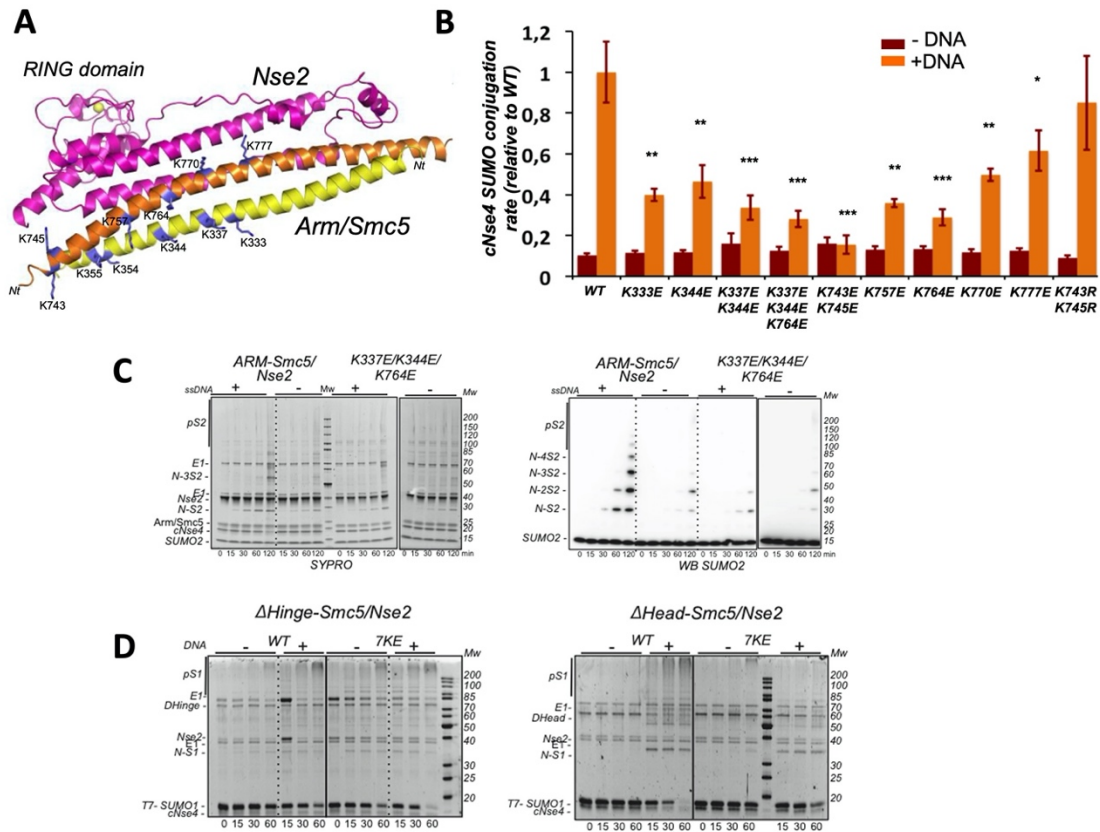 A
RING domain
Nse2
K777
K770
K764
Nt
K757
Arm/Smc5
K745
K344
K337
K333
K355
K354
Nt
K743
B
cNse4 SUMO conjugation
rate (relative to WT)
1,2
1
0,8
0,6
0,4
0,2
0
- DNA
+DNA
** ** *** *** *** ** *** ** *
WT K333E K344E K337E K337E K743E K757E K764E K770E K777E K743R
K344E K344E K745E K745R
K764E
C
ARM-Smc5/
Nse2
K337E/K344E/
K764E
ssDNA + - Mw + - Mw
pS2
E1-
N-3S2 -
E1-
Nse2-
N-S2 -
Arm/Smc5-
cNse4-
SUMO2 -
200
150
100
85
70
60
50
40
30
25
20
15
0 15 30 60 120 15 30 60 120 0 15 30 60 120 0 15 30 60 120 min
SYPRO
ARM-Smc5/
Nse2
K337E/K344E/
K764E
ssDNA + - + - Mw
pS2
N-4S2 -
N-3S2 -
N-2S2 -
N-S2 -
SUMO2-
200
150
100
85
70
60
50
40
30
25
20
15
0 15 30 60 120 0 15 30 60 120 0 15 30 60 120 0 15 30 60 120 min
WB SUMO2
D
ΔHinge-Smc5/Nse2
DNA - WT + - 7KE + Mw
pS1
E1-
DHinge -
Nse2-
E1-
N-S1 -
T7- SUMO1 -
cNse4-
200
100
85
70
60
50
40
30
25
20
0 15 30 60 15 30 60 0 15 30 60 15 30 60
ΔHead-Smc5/Nse2
- WT + - 7KE + Mw
pS1
E1-
DHead -
Nse2-
E1-
N-S1 -
T7- SUMO1 -
cNse4-
200
100
85
70
60
50
40
30
25
20
0 15 30 60 15 30 60 0 15 30 60 15 30 60